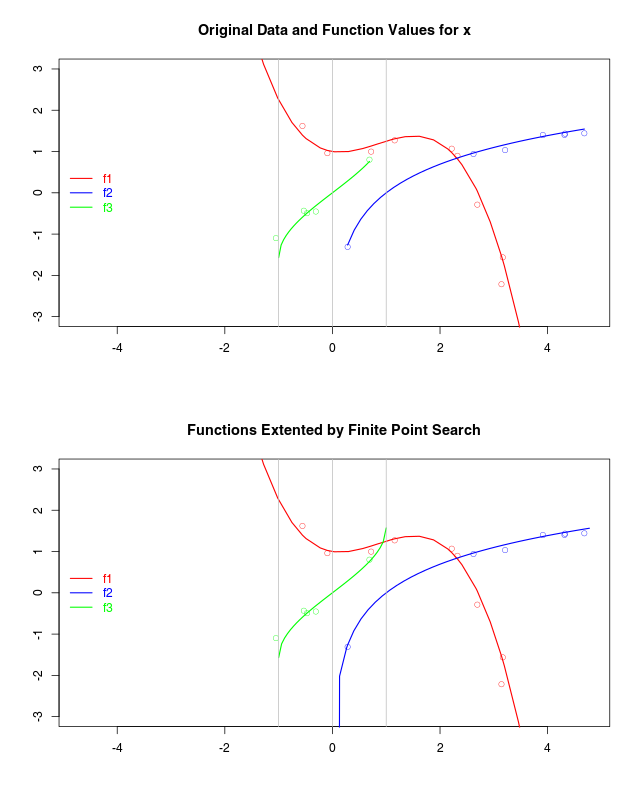 Original Data and Function Values for x
3
2
1
0
-1
-2
-3
f1
f2
f3
-4 -2 0 2 4
Functions Extented by Finite Point Search
3
2
1
0
-1
-2
-3
f1
f2
f3
-4 -2 0 2 4